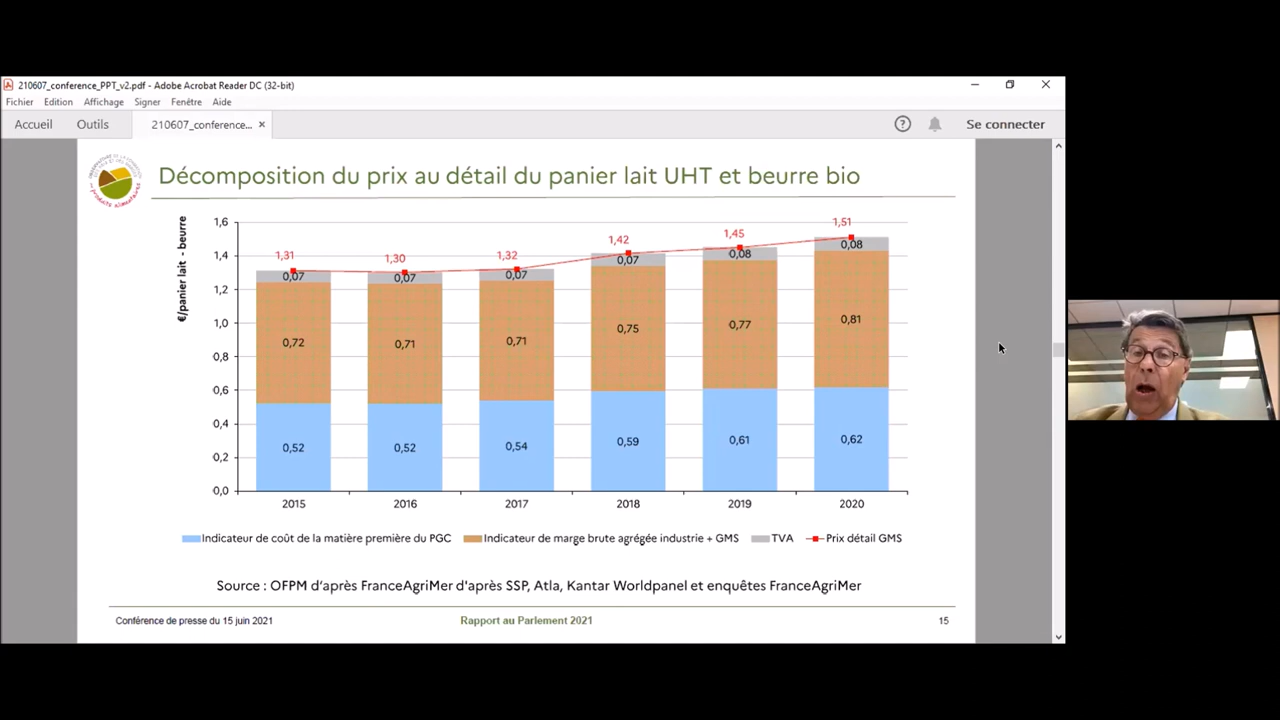 210607_conference_PPT_v2.pdf - Adobe Acrobat Reader DC (32-bit)
Fichier Edition Affichage Signer Fenêtre Aide
Accueil Outils 210607_conference... × Se connecter
Décomposition du prix au détail du panier lait UHT et beurre bio
€/panier lait - beurre
1,6
1,4
1,2
1,0
0,8
0,6
0,4
0,2
0,0
1,31 1,30 1,32 1,42 1,45 1,51
0,07 0,07 0,07 0,07 0,08 0,08
0,72 0,71 0,71 0,75 0,77 0,81
0,52 0,52 0,54 0,59 0,61 0,62
2015 2016 2017 2018 2019 2020
Indicateur de coût de la matière première du PGC Indicateur de marge brute agrégée industrie + GMS TVA Prix détail GMS
Source : OFPM d'après FranceAgriMer d'après SSP, Atla, Kantar Worldpanel et enquêtes FranceAgriMer
Conférence de presse du 15 juin 2021 Rapport au Parlement 2021 15